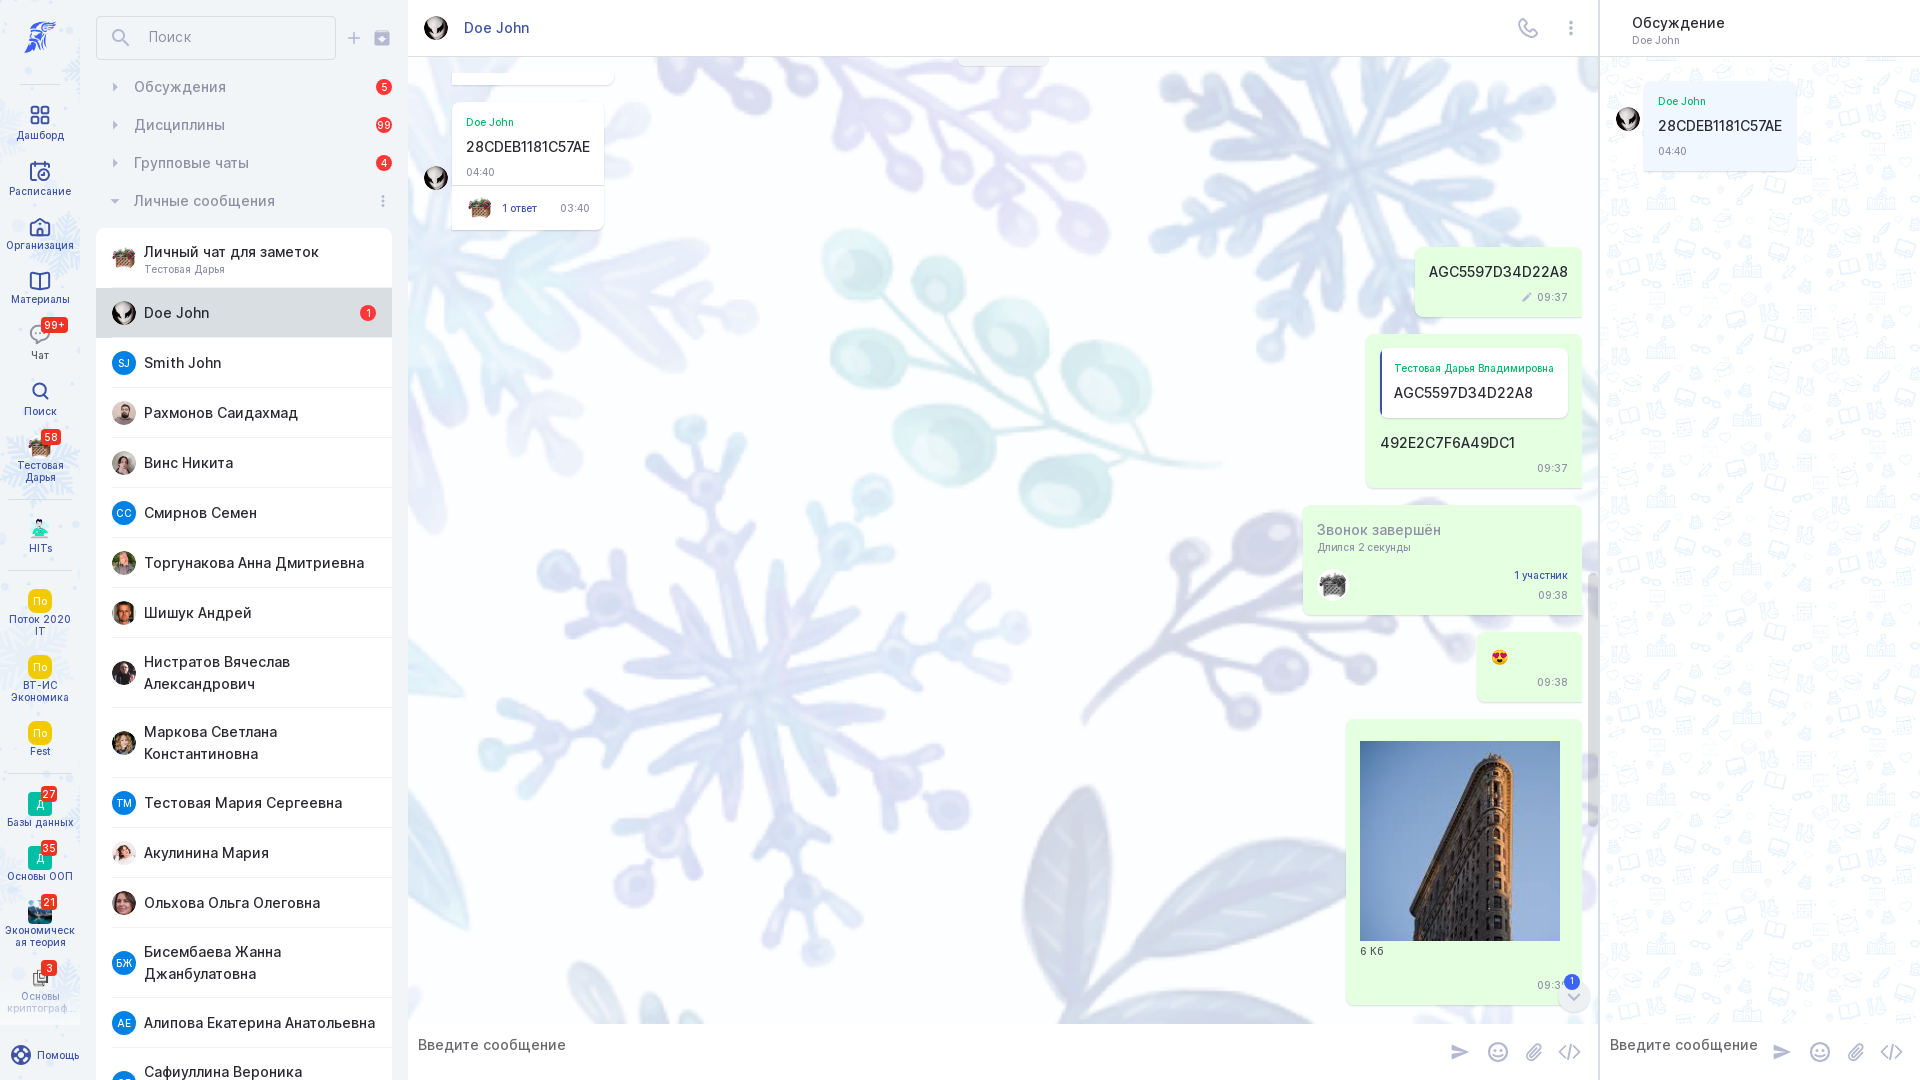 Дашборд
Расписание
Организация
Материалы
99+
Чат
Поиск
58
Тестовая
Дарья
HITs
По
Поток 2020
IT
По
ВТ-ИС
Экономика
По
Fest
27
Д
Базы данных
35
Д
Основы ООП
21
Экономическ
ая теория
3
Основы
криптограф...
Помощь
Поиск
Обсуждения
5
Дисциплины
99
Групповые чаты
4
Личные сообщения
Личный чат для заметок
Тестовая Дарья
Doe John
1
SJ
Smith John
Рахмонов Саидахмад
Винс Никита
СС
Смирнов Семен
Торгунакова Анна Дмитриевна
Шишук Андрей
Нистратов Вячеслав
Александрович
Маркова Светлана
Константиновна
ТМ
Тестовая Мария Сергеевна
Акулинина Мария
Ольхова Ольга Олеговна
БЖ
Бисембаева Жанна
Джанбулатовна
АЕ
Алипова Екатерина Анатольевна
Сафиуллина Вероника
Doe John
Doe John
28CDEB1181C57AE
04:40
1 ответ
03:40
AGC5597D34D22A8
09:37
Тестовая Дарья Владимировна
AGC5597D34D22A8
492E2C7F6A49DC1
09:37
Звонок завершён
Длился 2 секунды
1 участник
09:38
09:38
6 Кб
1
Введите сообщение
Обсуждение
Doe John
Doe John
28CDEB1181C57AE
04:40
Введите сообщение